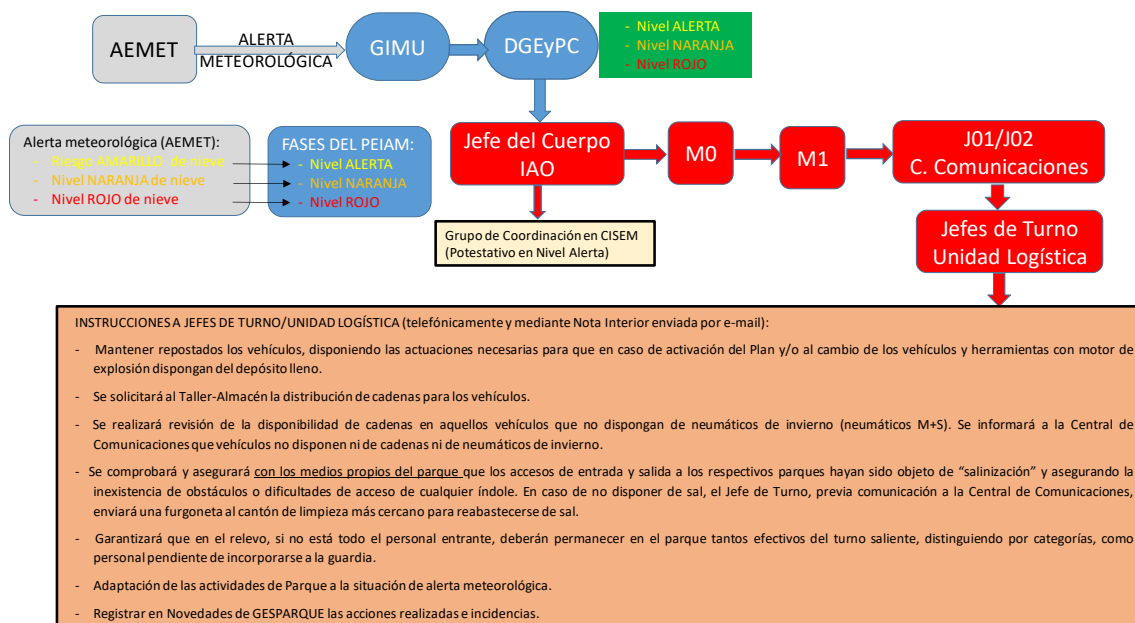 AEMET
ALERTA
METEOROLÓGICA
GIMU
DGEyPC
- Nivel ALERTA
- Nivel NARANJA
- Nivel ROJO
Alerta meteorológica (AEMET):
- Riesgo AMARILLO de nieve
- Nivel NARANJA de nieve
- Nivel ROJO de nieve
FASES DEL PEIAM:
- Nivel ALERTA
- Nivel NARANJA
- Nivel ROJO
Jefe del Cuerpo
IAO
M0
M1
J01/J02
C. Comunicaciones
Grupo de Coordinación en CISEM
(Potestativo en Nivel Alerta)
Jefes de Turno
Unidad Logística
INSTRUCCIONES A JEFES DE TURNO/UNIDAD LOGÍSTICA (telefónicamente y mediante Nota Interior enviada por e-mail):
- Mantener repostados los vehículos, disponiendo las actuaciones necesarias para que en caso de activación del Plan y/o al cambio de los vehículos y herramientas con motor de
explosión dispongan del depósito lleno.
- Se solicitará al Taller-Almacén la distribución de cadenas para los vehículos.
- Se realizará revisión de la disponibilidad de cadenas en aquellos vehículos que no dispongan de neumáticos de invierno (neumáticos M+S). Se informará a la Central de
Comunicaciones que vehículos no disponen ni de cadenas ni de neumáticos de invierno.
- Se comprobará y asegurará con los medios propios del parque que los accesos de entrada y salida a los respectivos parques hayan sido objeto de “salinización” y asegurando la
inexistencia de obstáculos o dificultades de acceso de cualquier índole. En caso de no disponer de sal, el Jefe de Turno, previa comunicación a la Central de Comunicaciones,
enviará una furgoneta al cantón de limpieza más cercano para reabastecerse de sal.
- Garantizará que en el relevo, si no está todo el personal entrante, deberán permanecer en el parque tantos efectivos del turno saliente, distinguiendo por categorías, como
personal pendiente de incorporarse a la guardia.
- Adaptación de las actividades de Parque a la situación de alerta meteorológica.
- Registrar en Novedades de GESPARQUE las acciones realizadas e incidencias.